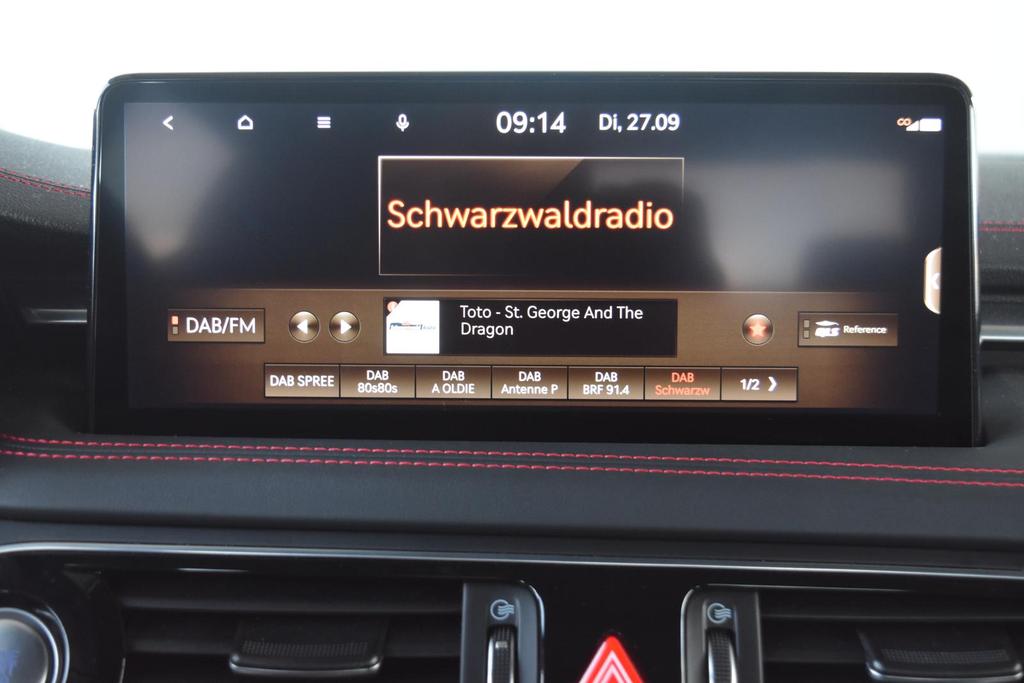 09:14 Di, 27.09
Schwarzwaldradio
DAB/FM
Toto - St. George And The
Dragon
QLS Reference
DAB SPREE
DAB
80s80s
DAB
A OLDIE
DAB
Antenne P
DAB
BRF 91.4
DAB
Schwarzw
1/2